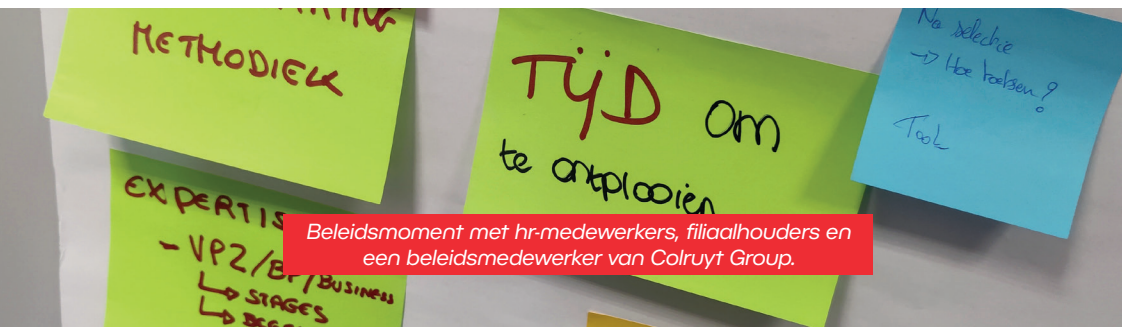 METHODIEK
TIJD om
te ontplooien
Na selectie
-> Hoe toetsen?
Tools
EXPERTIS
- VPZ/BP/BUSINESS
↳ STAGES
Beleidsmoment met hr-medewerkers, filiaalhouders en
een beleidsmedewerker van Colruyt Group.